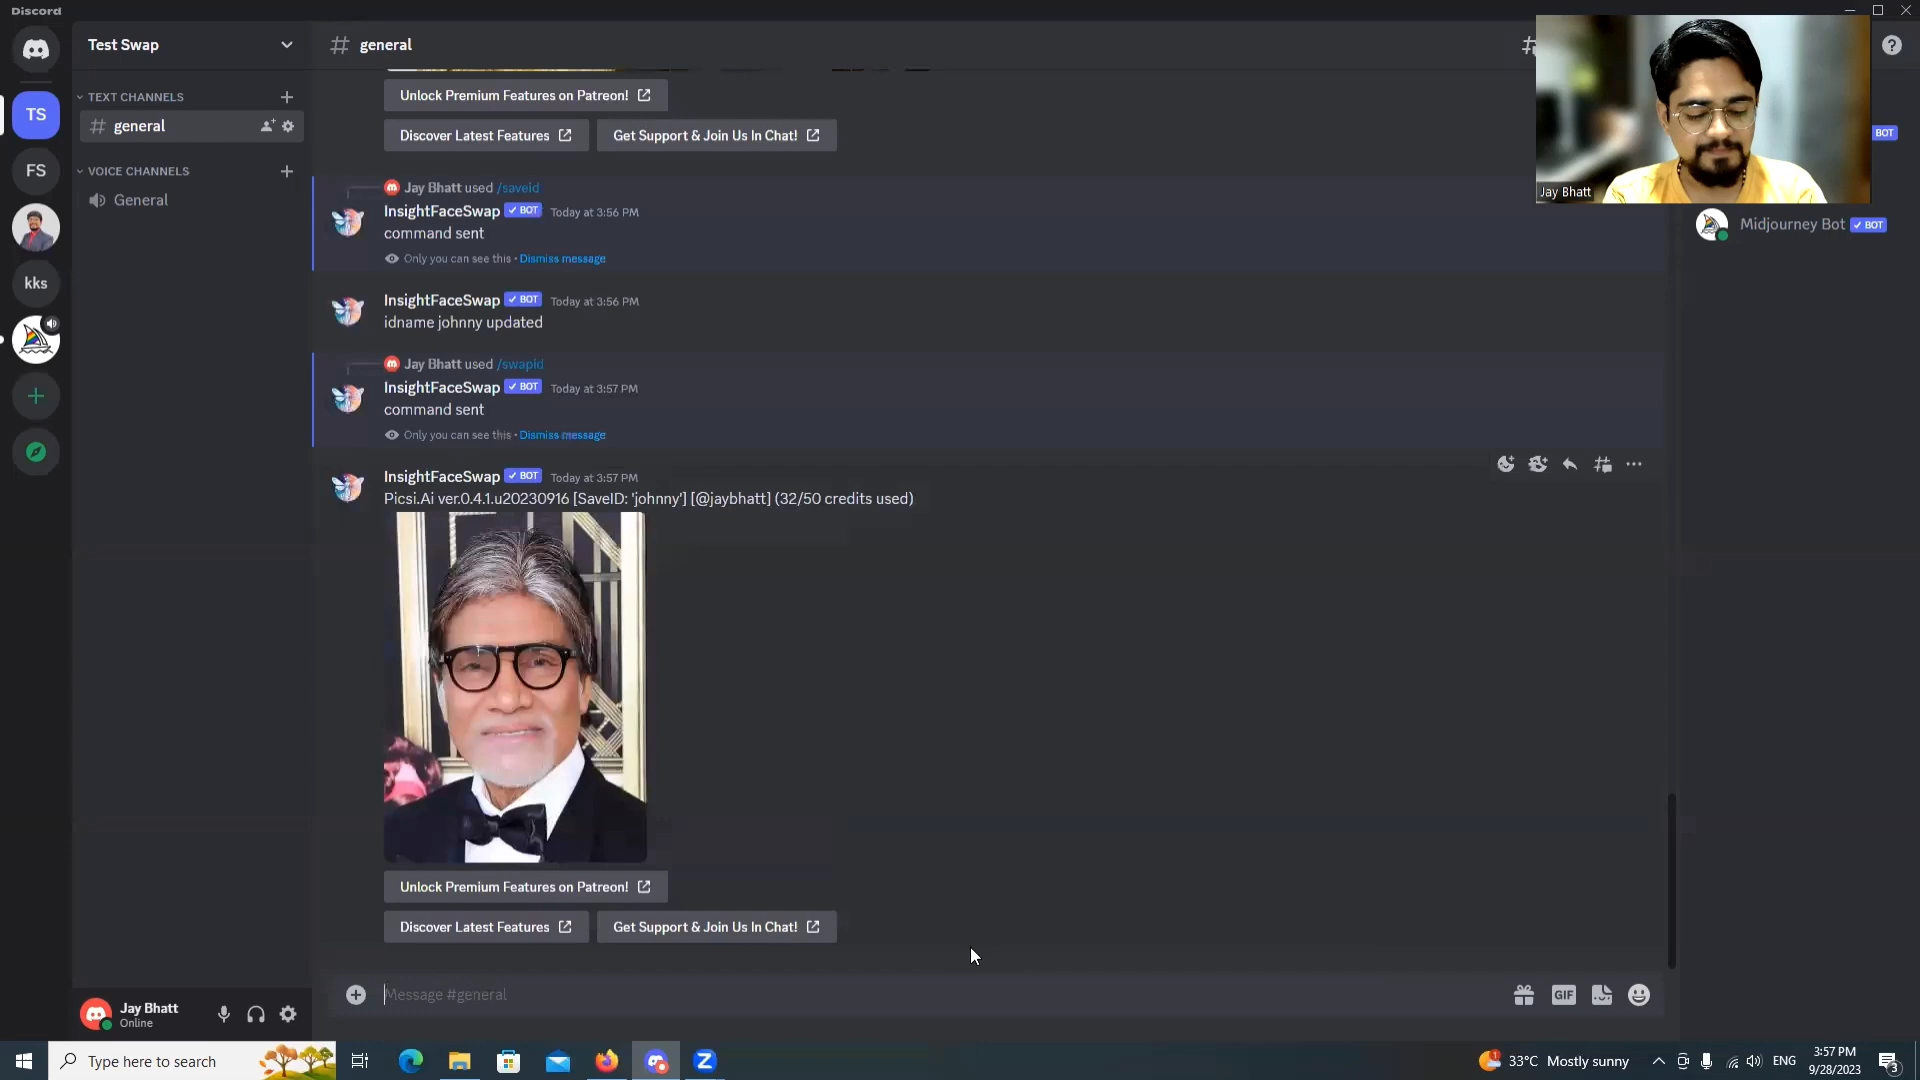 Discord
Test Swap
general
TEXT CHANNELS
general
VOICE CHANNELS
General
TS
FS
kks
Unlock Premium Features on Patreon!
Discover Latest Features
Get Support & Join Us In Chat!
Jay Bhatt used /saveid
InsightFaceSwap BOT Today at 3:56 PM
command sent
Only you can see this • Dismiss message
InsightFaceSwap BOT Today at 3:56 PM
idname johnny updated
Jay Bhatt used /swapid
InsightFaceSwap BOT Today at 3:57 PM
command sent
Only you can see this • Dismiss message
InsightFaceSwap BOT Today at 3:57 PM
Picsi.Ai ver.0.4.1.u20230916 [SaveID: 'johnny'] [@jaybhatt] (32/50 credits used)
Unlock Premium Features on Patreon!
Discover Latest Features
Get Support & Join Us In Chat!
Message #general
GIF
Jay Bhatt
BOT
Midjourney Bot BOT
Jay Bhatt
Online
Type here to search
Z
1
33°C Mostly sunny
ENG
3:57 PM
9/28/2023
3